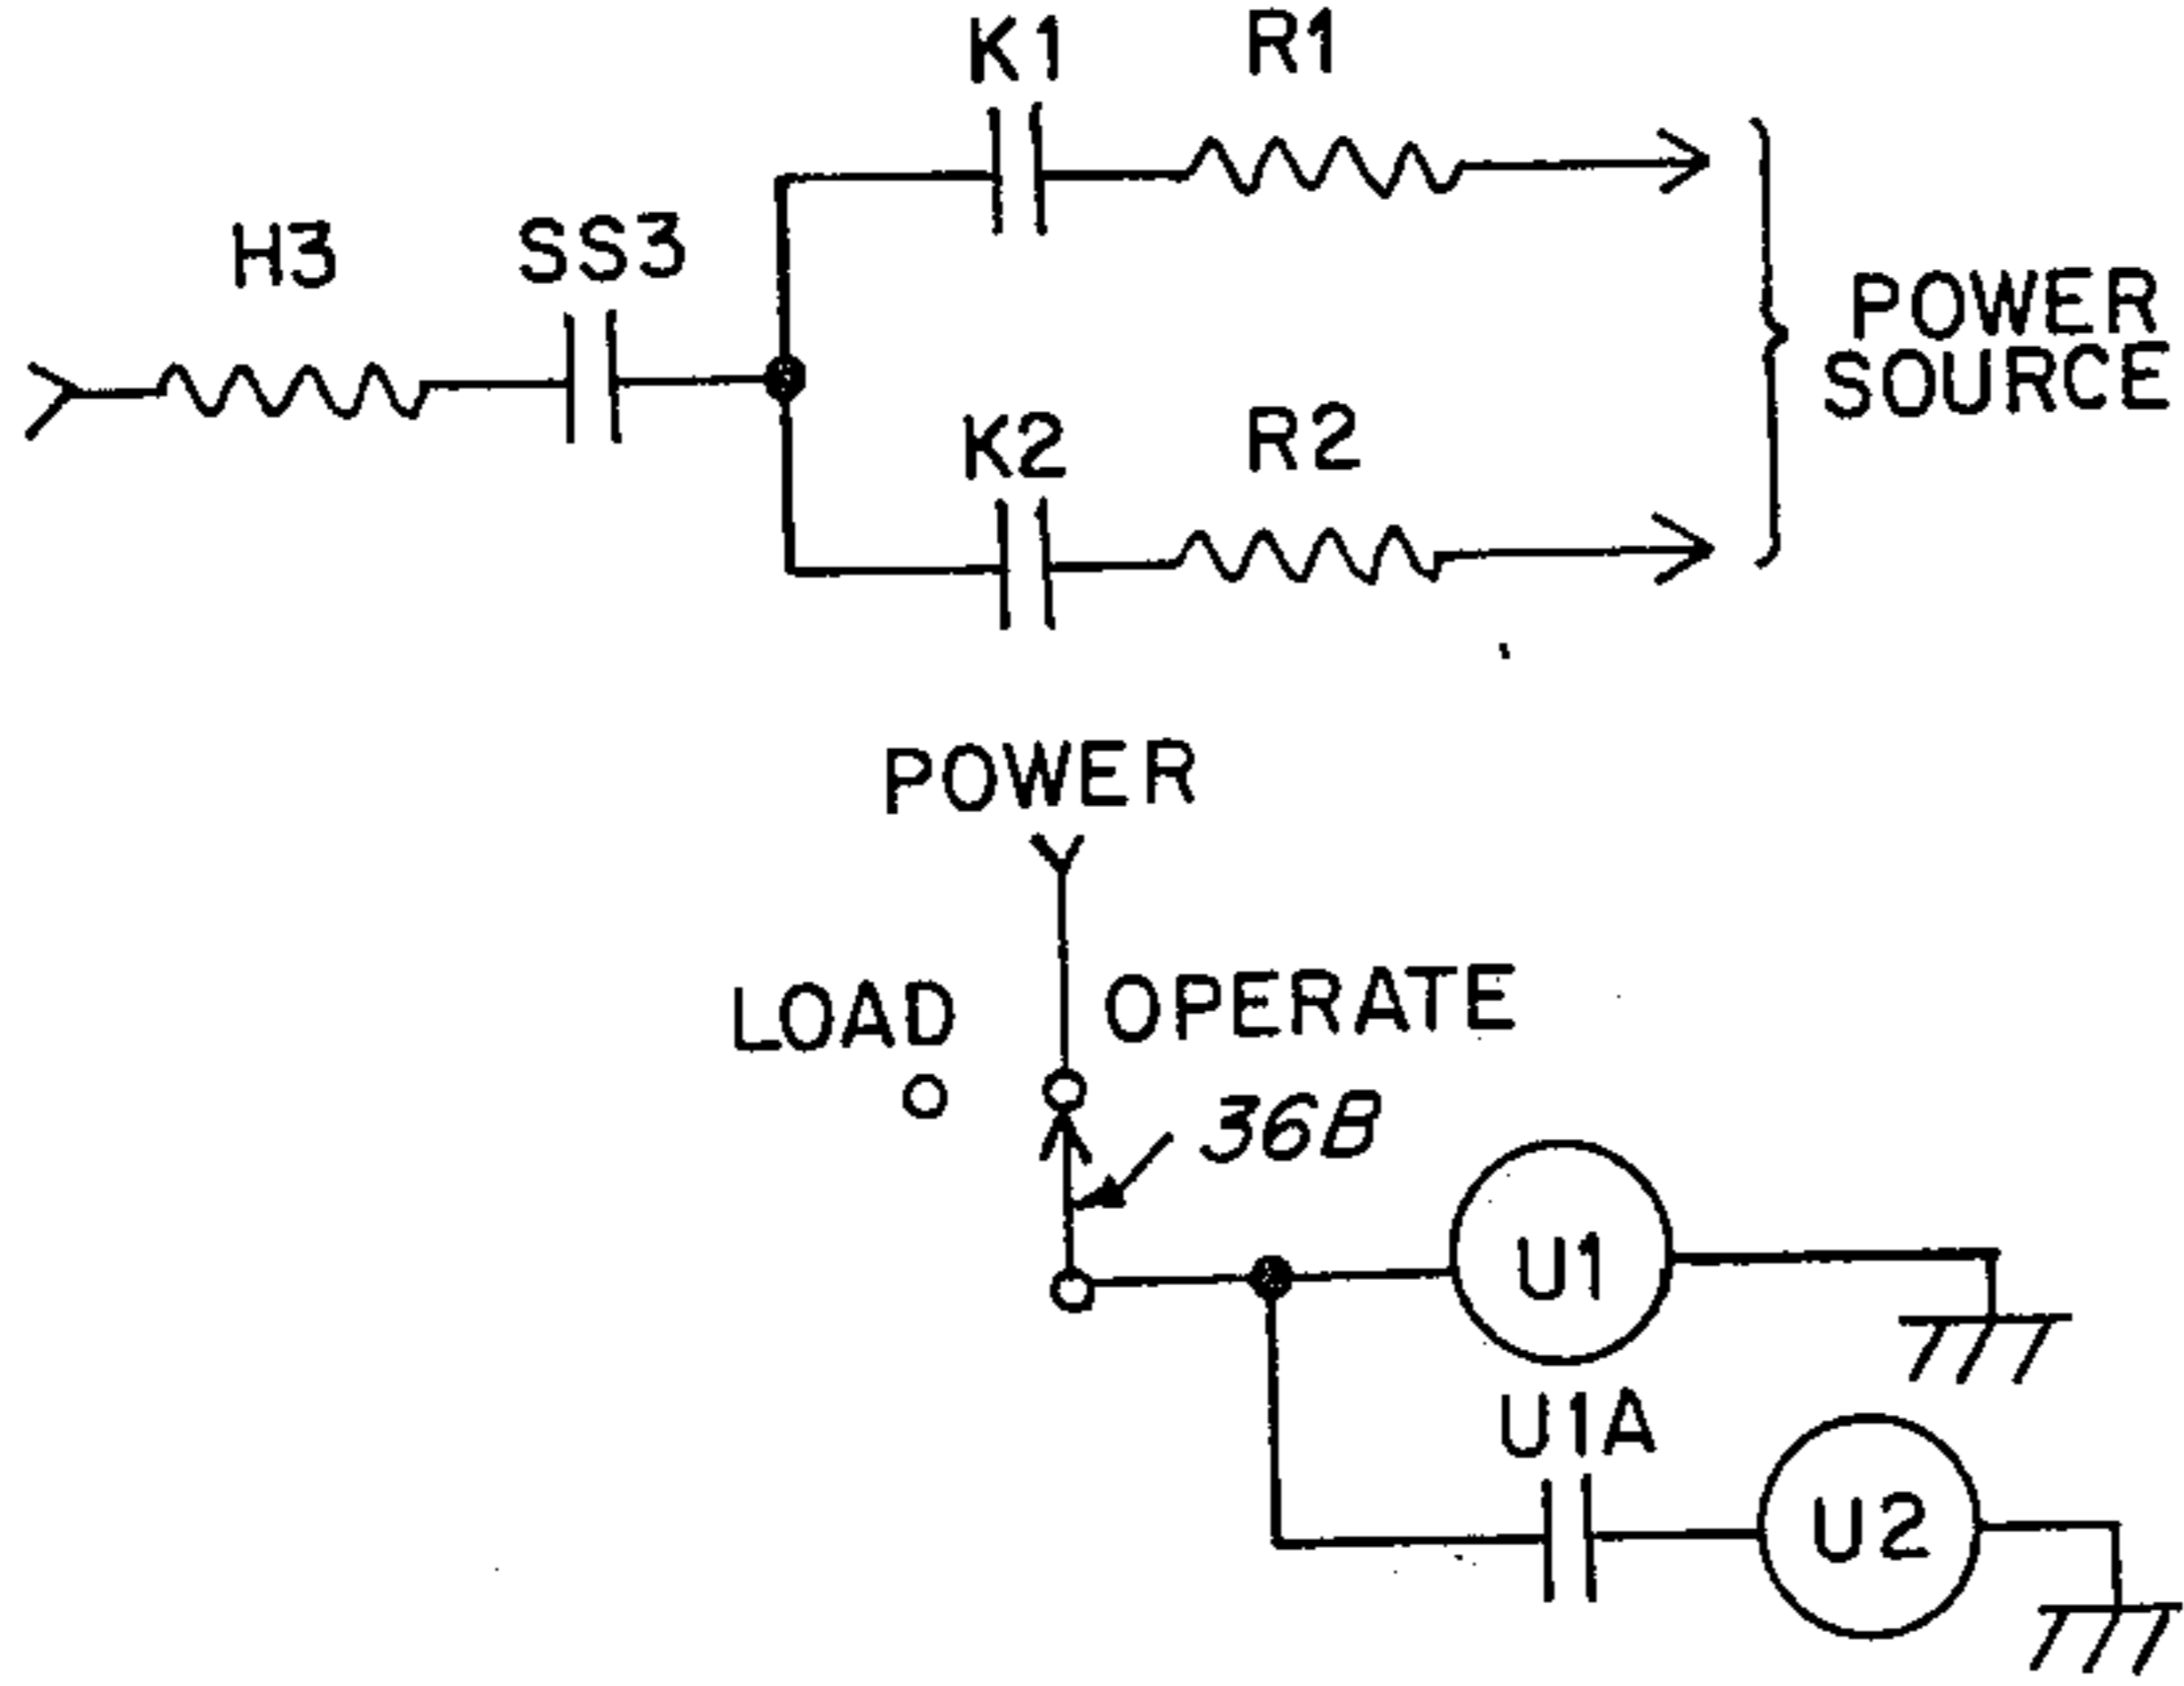 K1
R1
H3
SS3
POWER
SOURCE
K2
R2
POWER
LOAD
OPERATE
36B
U1
U1A
U2